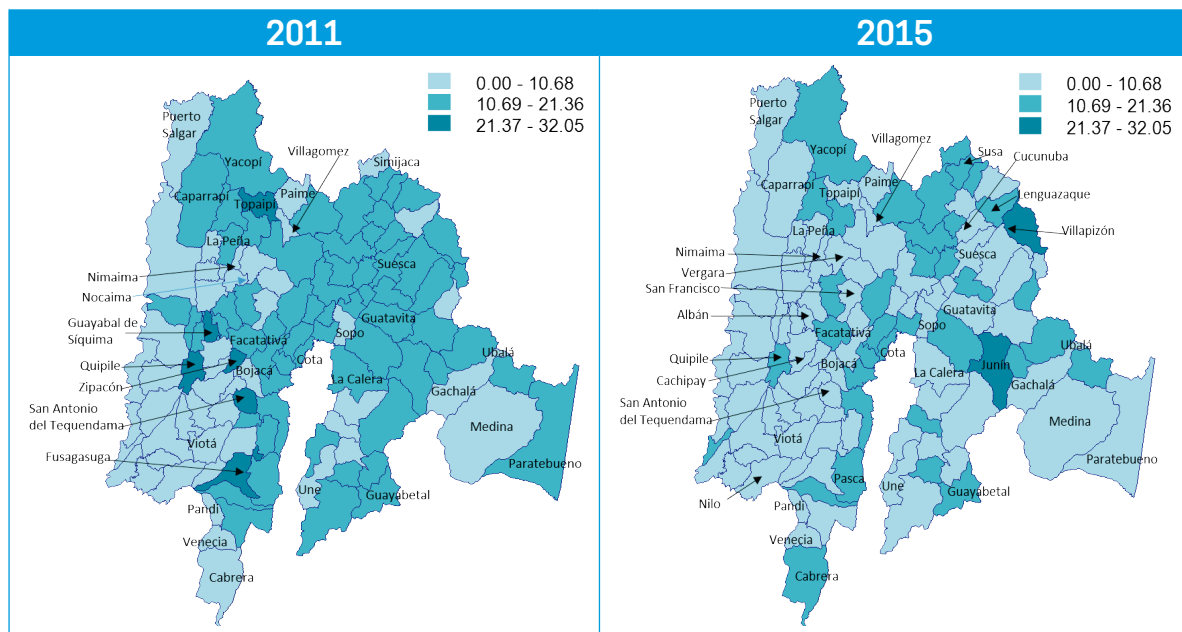 2011
0.00 - 10.68
10.69 - 21.36
21.37 - 32.05
Puerto
Salgar
Villagomez
Simijaca
Yacopí
Paime
Caparrapí
Topaipí
La Peña
Suesca
Nimaima
Nocaima
Guatavita
Guayabal de
Síquima
Sopo
Facatativá
Ubalá
Cota
Quipile
Bojacá
La Calera
Zipacón
Gachalá
San Antonio
del Tequendama
Medina
Viotá
Fusagasuga
Paratebueno
Une
Guayabetal
Pandi
Venecia
Cabrera
2015
0.00 - 10.68
10.69 - 21.36
21.37 - 32.05
Puerto
Salgar
Villagomez
Susa
Cucunuba
Yacopí
Paime
Caparrapí
Topaipí
Lenguazaque
La Peña
Villapizón
Nimaima
Suesca
Vergara
San Francisco
Guatavita
Albán
Sopo
Facatativá
Ubalá
Cota
Quipile
Bojacá
La Calera
Junín
Cachipay
Gachalá
San Antonio
del Tequendama
Medina
Viotá
Paratebueno
Pasca
Une
Guayabetal
Nilo
Pandi
Venecia
Cabrera